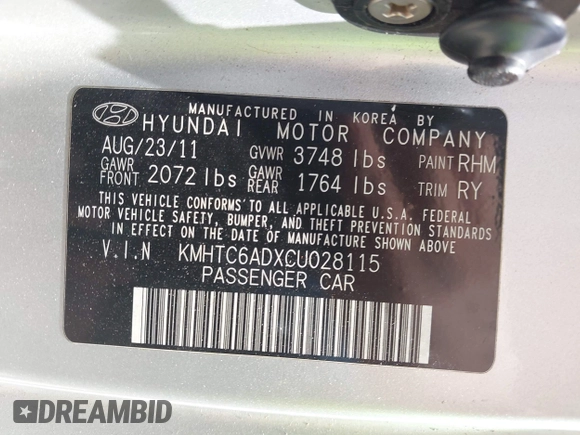 MANUFACTURED IN KOREA BY
HYUNDAI MOTOR COMPANY
AUG/23/11 GVWR 3748 lbs PAINT RHM
GAWR FRONT 2072 lbs GAWR REAR 1764 lbs TRIM RY
THIS VEHICLE CONFORMS TO ALL APPLICABLE U.S.A. FEDERAL
MOTOR VEHICLE SAFETY, BUMPER, AND THEFT PREVENTION STANDARDS
IN EFFECT ON THE DATE OF MANUFACTURE SHOWN ABOVE.
V.I.N KMHTC6ADXCU028115
PASSENGER CAR
DREAMBID